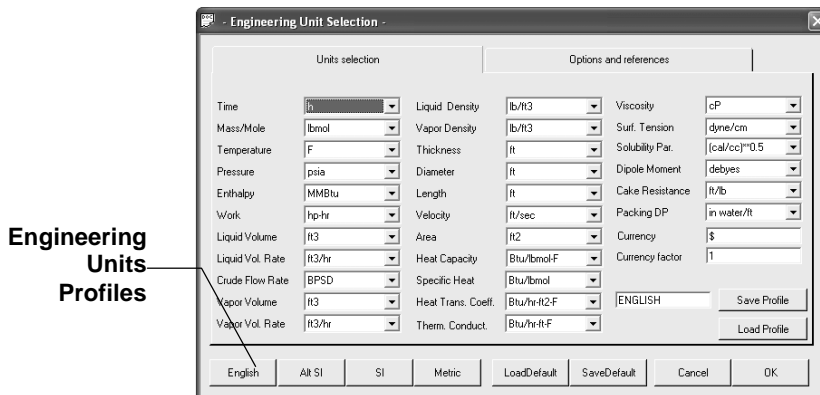 - Engineering Unit Selection -
Units selection
Options and references
Time h
Mass/Mole lbmol
Temperature F
Pressure psia
Enthalpy MMBtu
Work hp-hr
Liquid Volume ft3
Liquid Vol. Rate ft3/hr
Crude Flow Rate BPSD
Vapor Volume ft3
Vapor Vol. Rate ft3/hr
Liquid Density lb/ft3
Vapor Density lb/ft3
Thickness ft
Diameter ft
Length ft
Velocity ft/sec
Area ft2
Heat Capacity Btu/lbmol-F
Specific Heat Btu/lbmol
Heat Trans. Coeff. Btu/hr-ft2-F
Therm. Conduct. Btu/hr-ft-F
Viscosity cP
Surf. Tension dyne/cm
Solubility Par. (cal/cc)**0.5
Dipole Moment debyes
Cake Resistance ft/lb
Packing DP in water/ft
Currency $
Currency factor 1
ENGLISH
Save Profile
Load Profile
English Alt SI SI Metric LoadDefault SaveDefault Cancel OK
Engineering
Units
Profiles